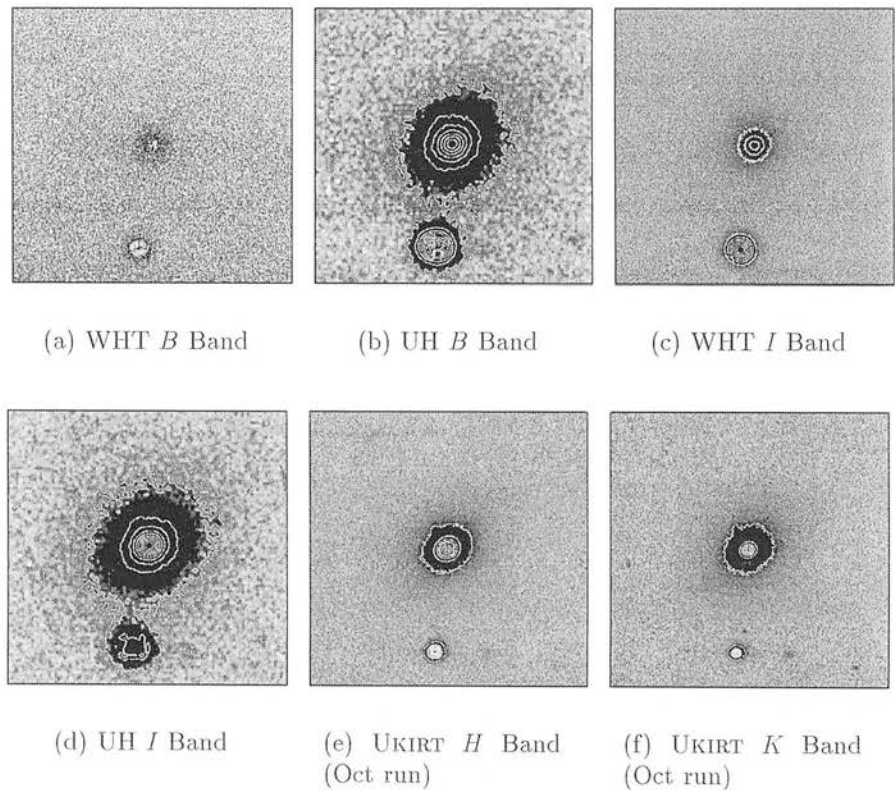 (a) WHT B Band
(b) UH B Band
(c) WHT I Band
(d) UH I Band
(e) UKIRT H Band
(Oct run)
(f) UKIRT K Band
(Oct run)